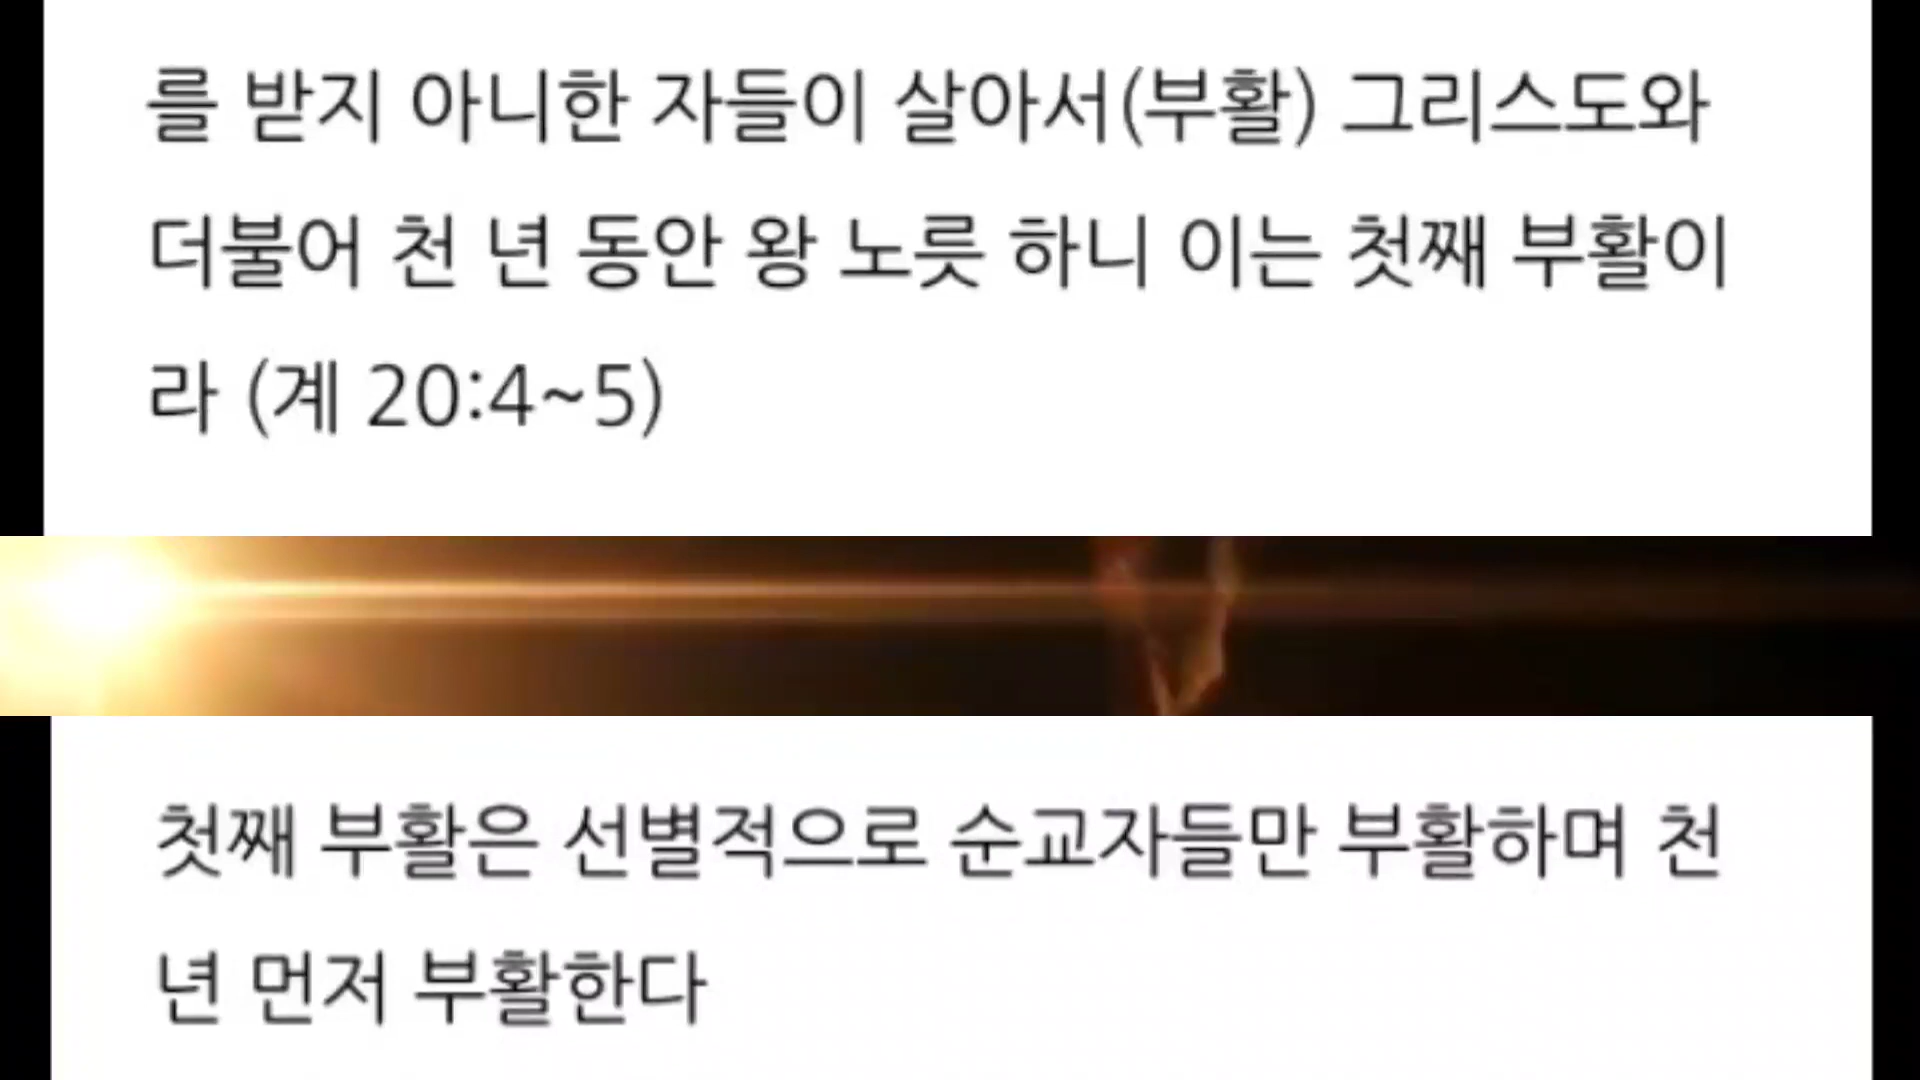 를 받지 아니한 자들이 살아서(부활) 그리스도와
더불어 천 년 동안 왕 노릇 하니 이는 첫째 부활이
라 (계 20:4~5)
첫째 부활은 선별적으로 순교자들만 부활하며 천
년 먼저 부활한다